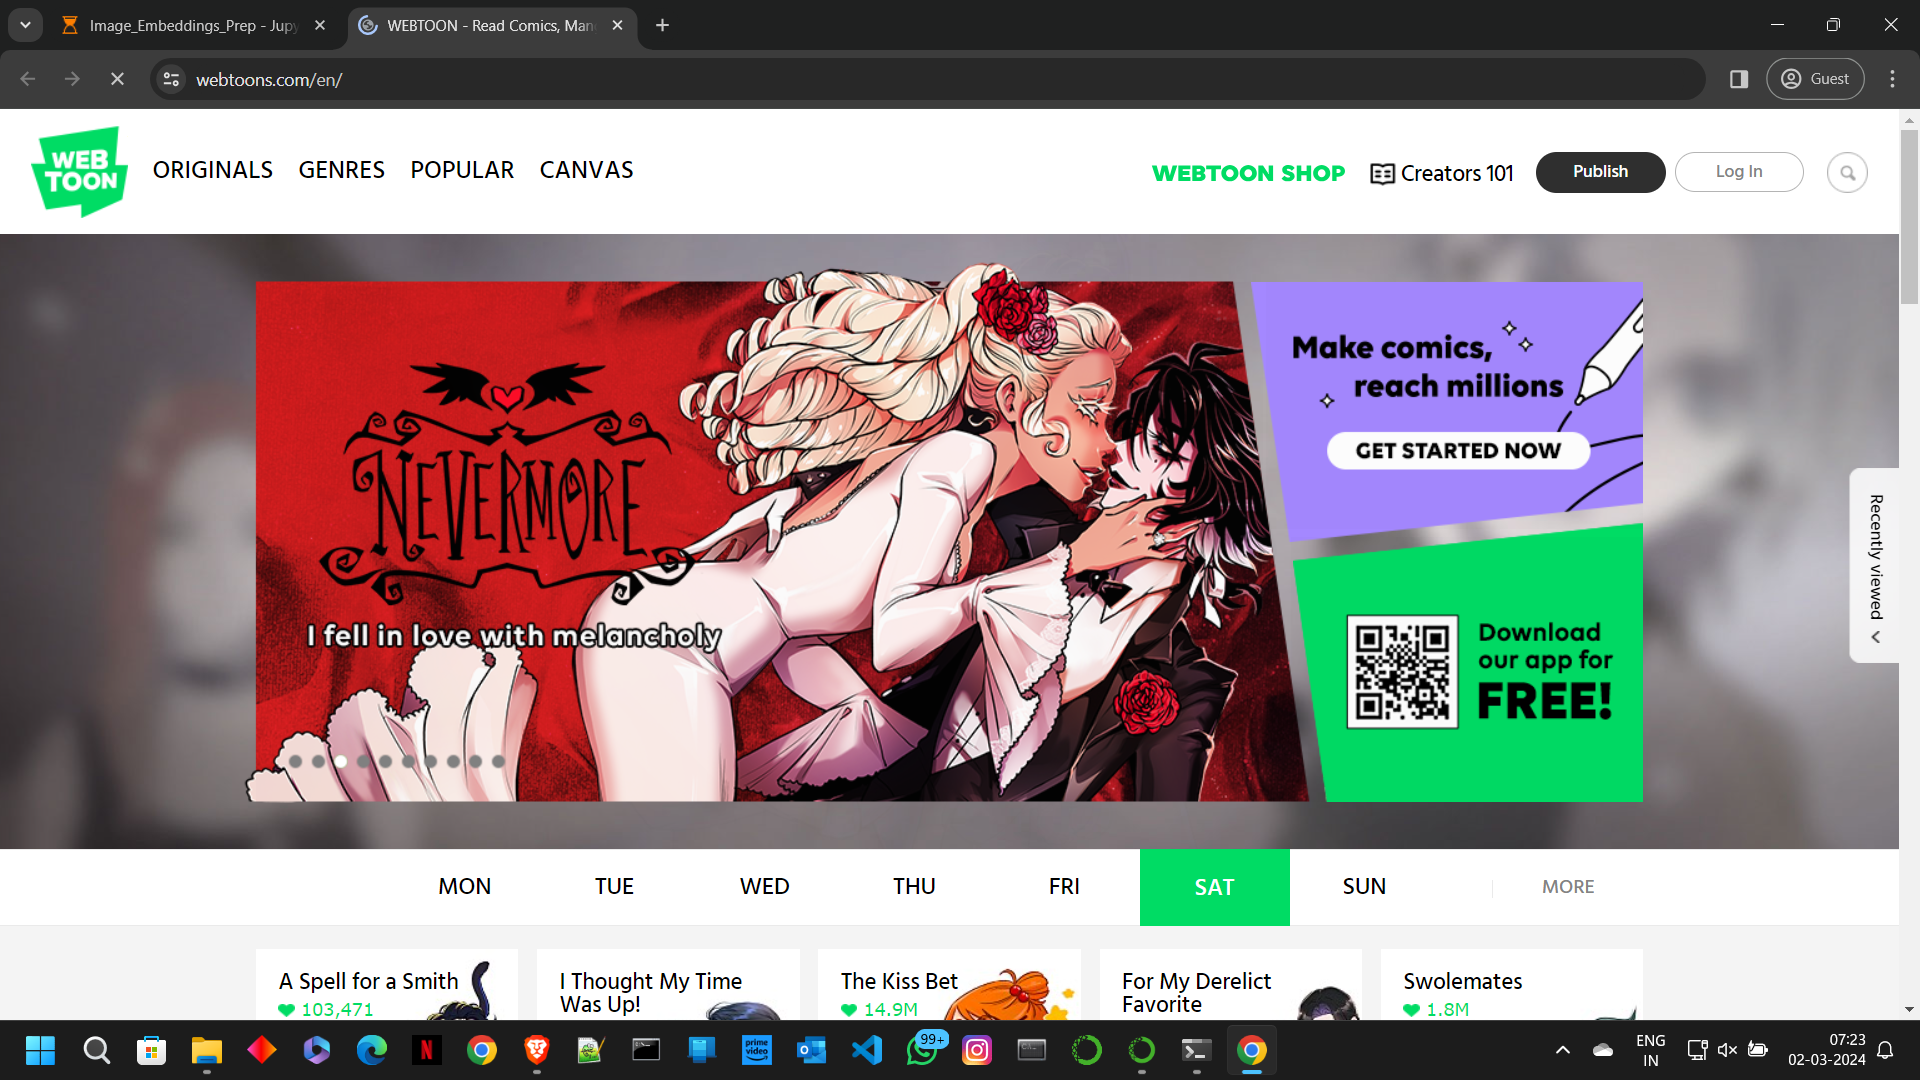 Image_Embeddings_Prep - Jupy
WEBTOON - Read Comics, Man
webtoons.com/en/
Guest
WEB
TOON
ORIGINALS
GENRES
POPULAR
CANVAS
WEBTOON SHOP
Creators 101
Publish
Log In
NEVERMORE
I fell in love with melancholy
Make comics,
reach millions
GET STARTED NOW
Download
our app for
FREE!
Recently viewed
MON
TUE
WED
THU
FRI
SAT
SUN
MORE
A Spell for a Smith
103,471
I Thought My Time
Was Up!
The Kiss Bet
14.9M
For My Derelict
Favorite
Swolemates
1.8M
N
prime
video
99+
ENG
IN
07:23
02-03-2024